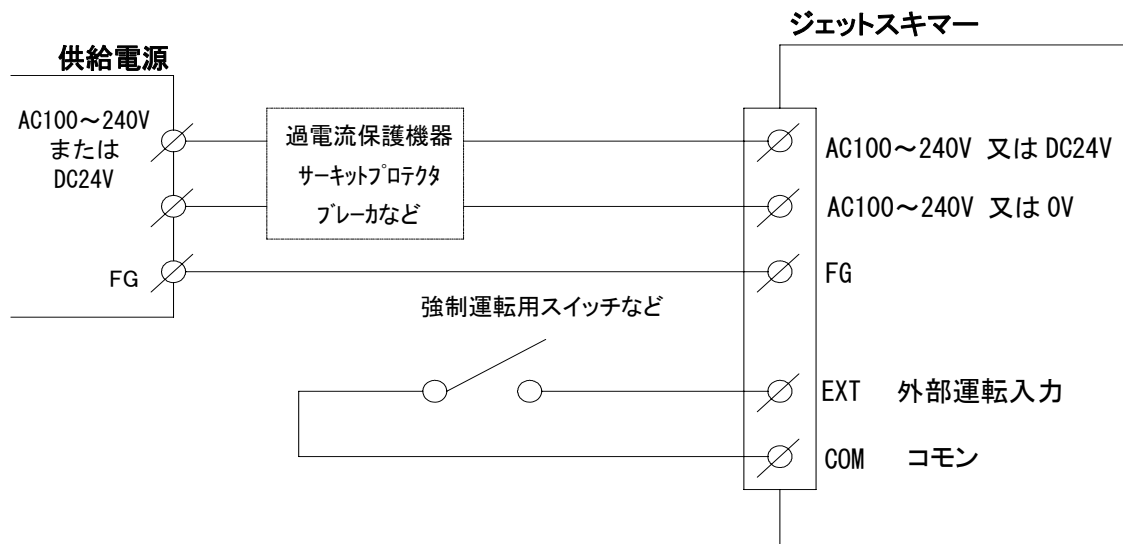 ジェットスキマー
供給電源
AC100～240V
または
DC24V
FG
過電流保護機器
サーキットプロテクタ
ブレーカなど
AC100～240V 又は DC24V
AC100～240V 又は 0V
FG
強制運転用スイッチなど
EXT 外部運転入力
COM コモン